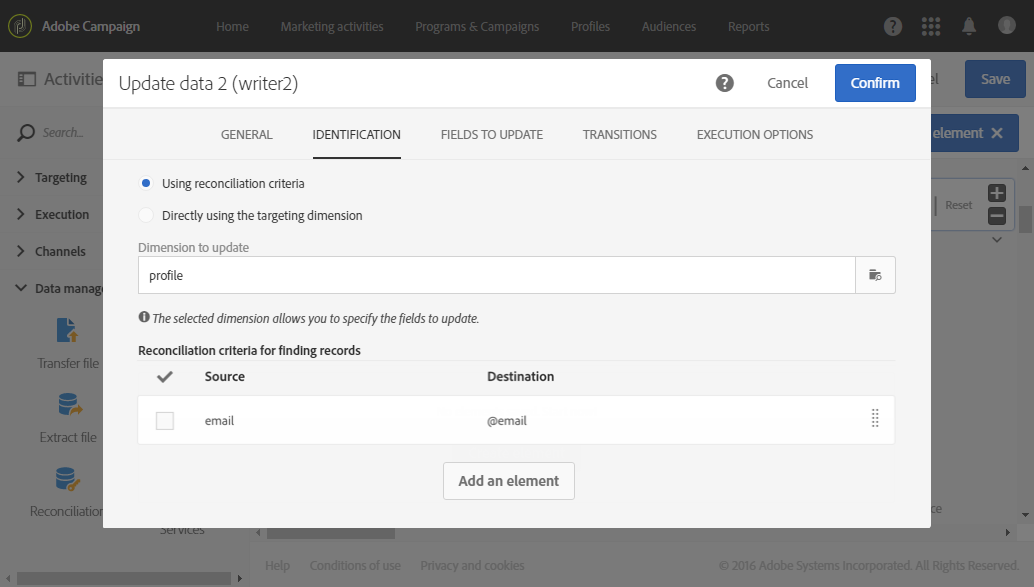 Adobe Campaign Home Marketing activities Programs & Campaigns Profiles Audiences Reports ?
Activitie
Save
Update data 2 (writer2) ? Cancel Confirm
Search...
element ×
GENERAL IDENTIFICATION FIELDS TO UPDATE TRANSITIONS EXECUTION OPTIONS
Targeting
Using reconciliation criteria
Reset
Execution
Directly using the targeting dimension
Channels
Dimension to update
profile
Data manag
The selected dimension allows you to specify the fields to update.
Reconciliation criteria for finding records
Transfer file
Source Destination
email @email
Extract file
Add an element
Reconciliation
ce
Services
Help Conditions of use Privacy and cookies © 2016 Adobe Systems Incorporated. All Rights Reserved.